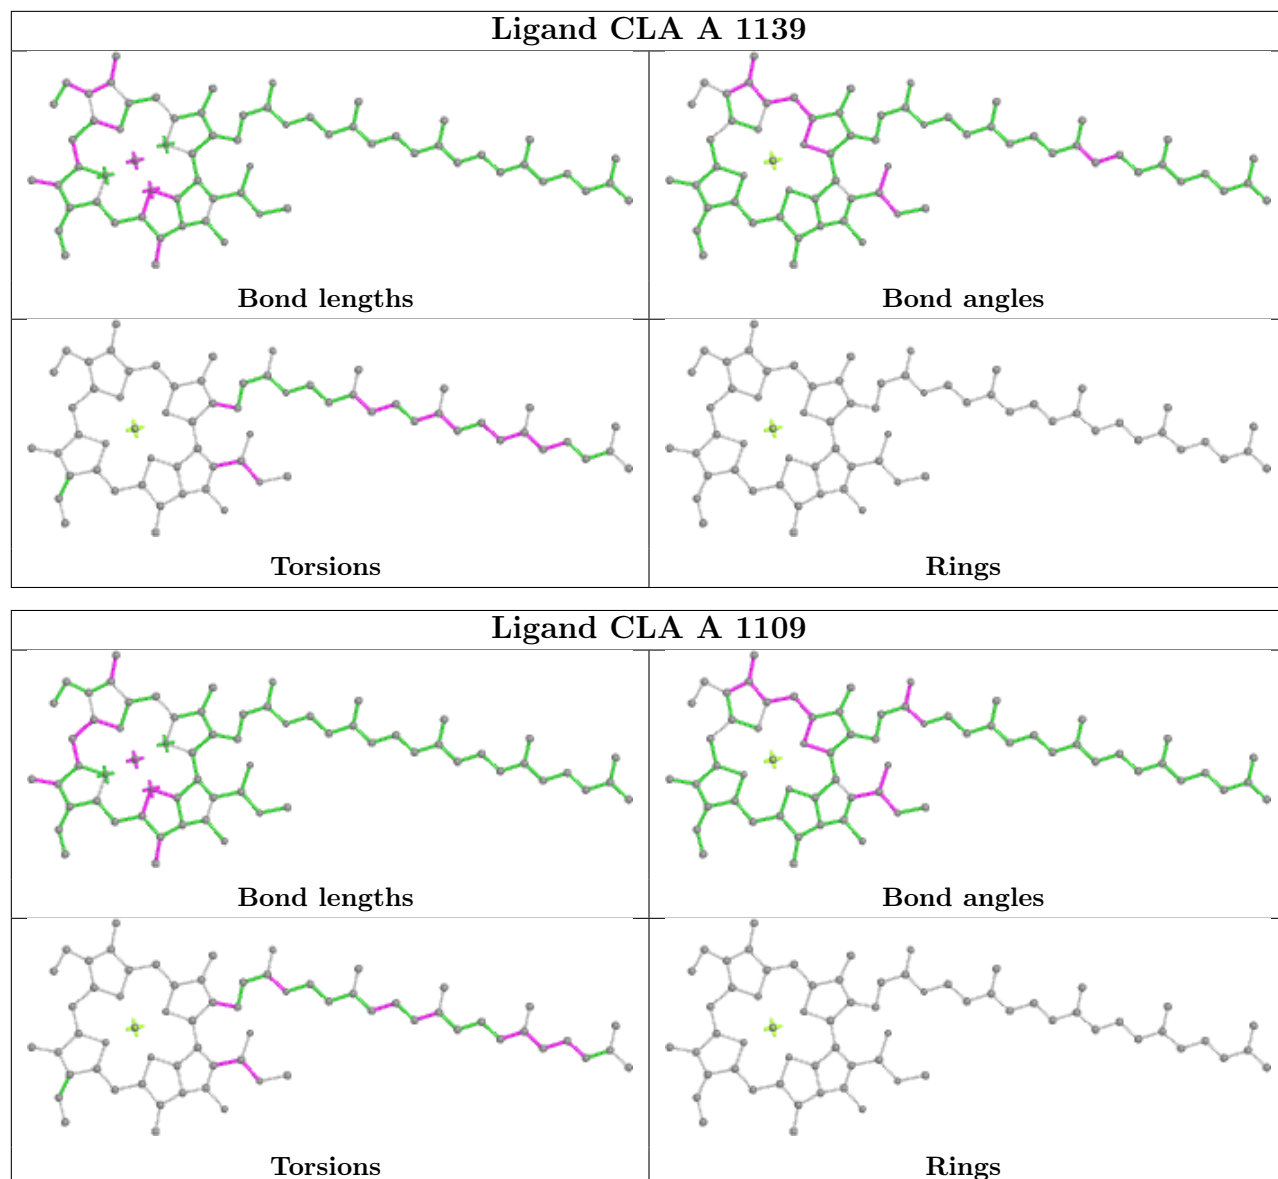 Ligand CLA A 1139
Bond lengths
Bond angles
Torsions
Rings
Ligand CLA A 1109
Bond lengths
Bond angles
Torsions
Rings